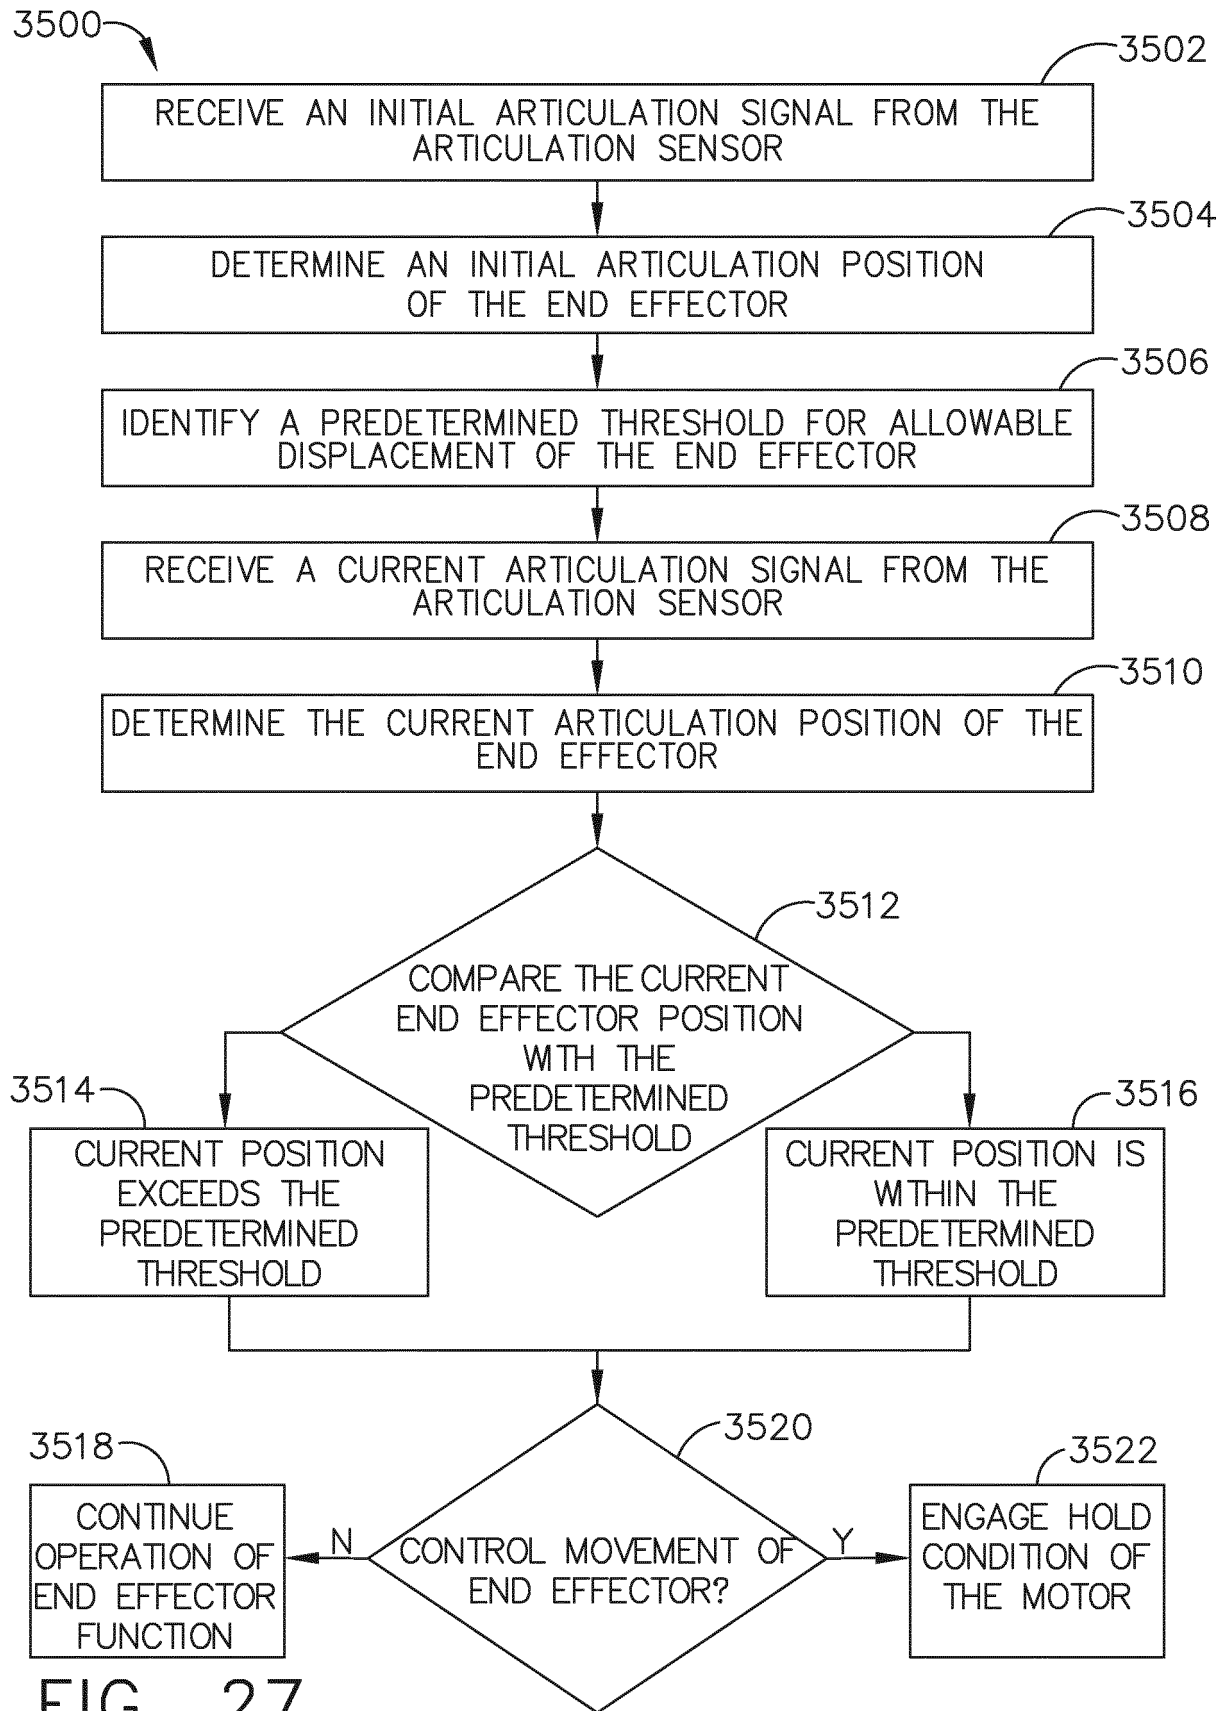 3500
3502
RECEIVE AN INITIAL ARTICULATION SIGNAL FROM THE
ARTICULATION SENSOR
3504
DETERMINE AN INITIAL ARTICULATION POSITION
OF THE END EFFECTOR
3506
IDENTIFY A PREDETERMINED THRESHOLD FOR ALLOWABLE
DISPLACEMENT OF THE END EFFECTOR
3508
RECEIVE A CURRENT ARTICULATION SIGNAL FROM THE
ARTICULATION SENSOR
3510
DETERMINE THE CURRENT ARTICULATION POSITION OF THE
END EFFECTOR
3512
COMPARE THE CURRENT
END EFFECTOR POSITION
WITH THE
PREDETERMINED
THRESHOLD
3514
CURRENT POSITION
EXCEEDS THE
PREDETERMINED
THRESHOLD
3516
CURRENT POSITION IS
WITHIN THE
PREDETERMINED
THRESHOLD
3518
CONTINUE
OPERATION OF
END EFFECTOR
FUNCTION
N
3520
CONTROL MOVEMENT OF
END EFFECTOR?
Y
3522
ENGAGE HOLD
CONDITION OF
THE MOTOR
FIG. 27